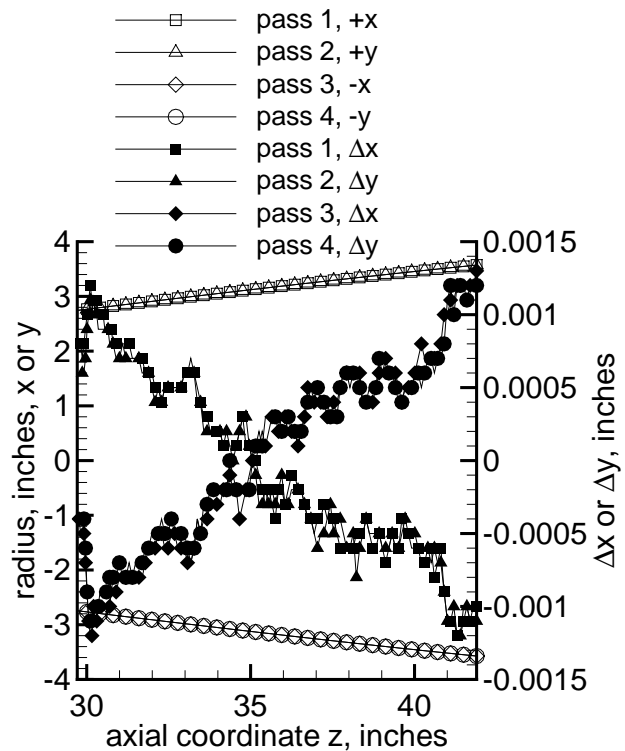 pass 1, +x
pass 2, +y
pass 3, -x
pass 4, -y
pass 1, Δx
pass 2, Δy
pass 3, Δx
pass 4, Δy
4
3
2
1
0
-1
-2
-3
-4
radius, inches, x or y
0.0015
0.001
0.0005
0
-0.0005
-0.001
-0.0015
Δx or Δy, inches
30
35
40
axial coordinate z, inches